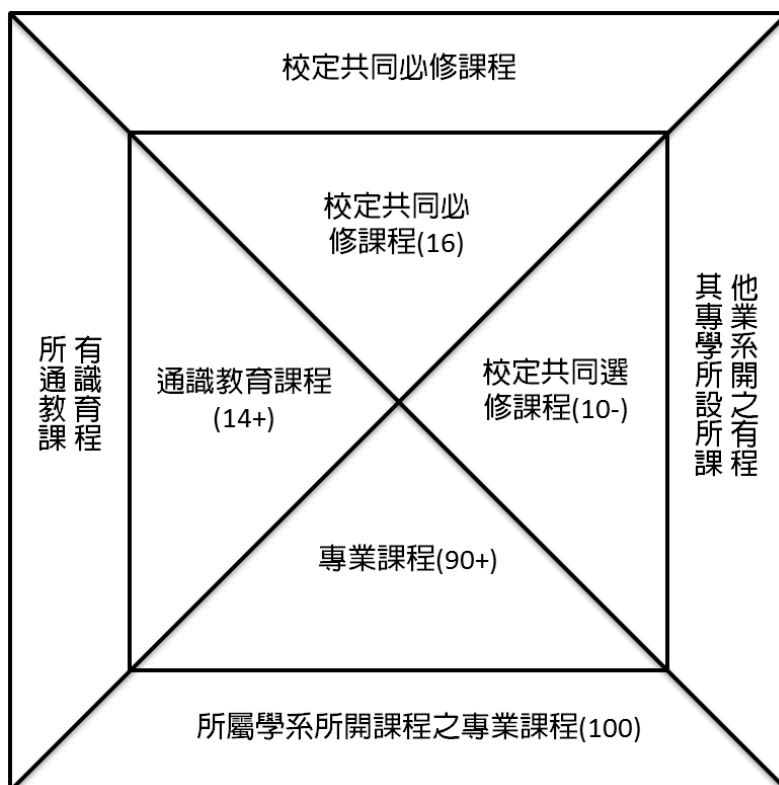 校定共同必修課程
校定共同必
修課程(16)
所有
通識
教育
課程
通識教育課程
(14+)
校定共同選
修課程(10-)
其他
專業
學系
所開
設之
所有
課程
專業課程(90+)
所屬學系所開課程之專業課程(100)